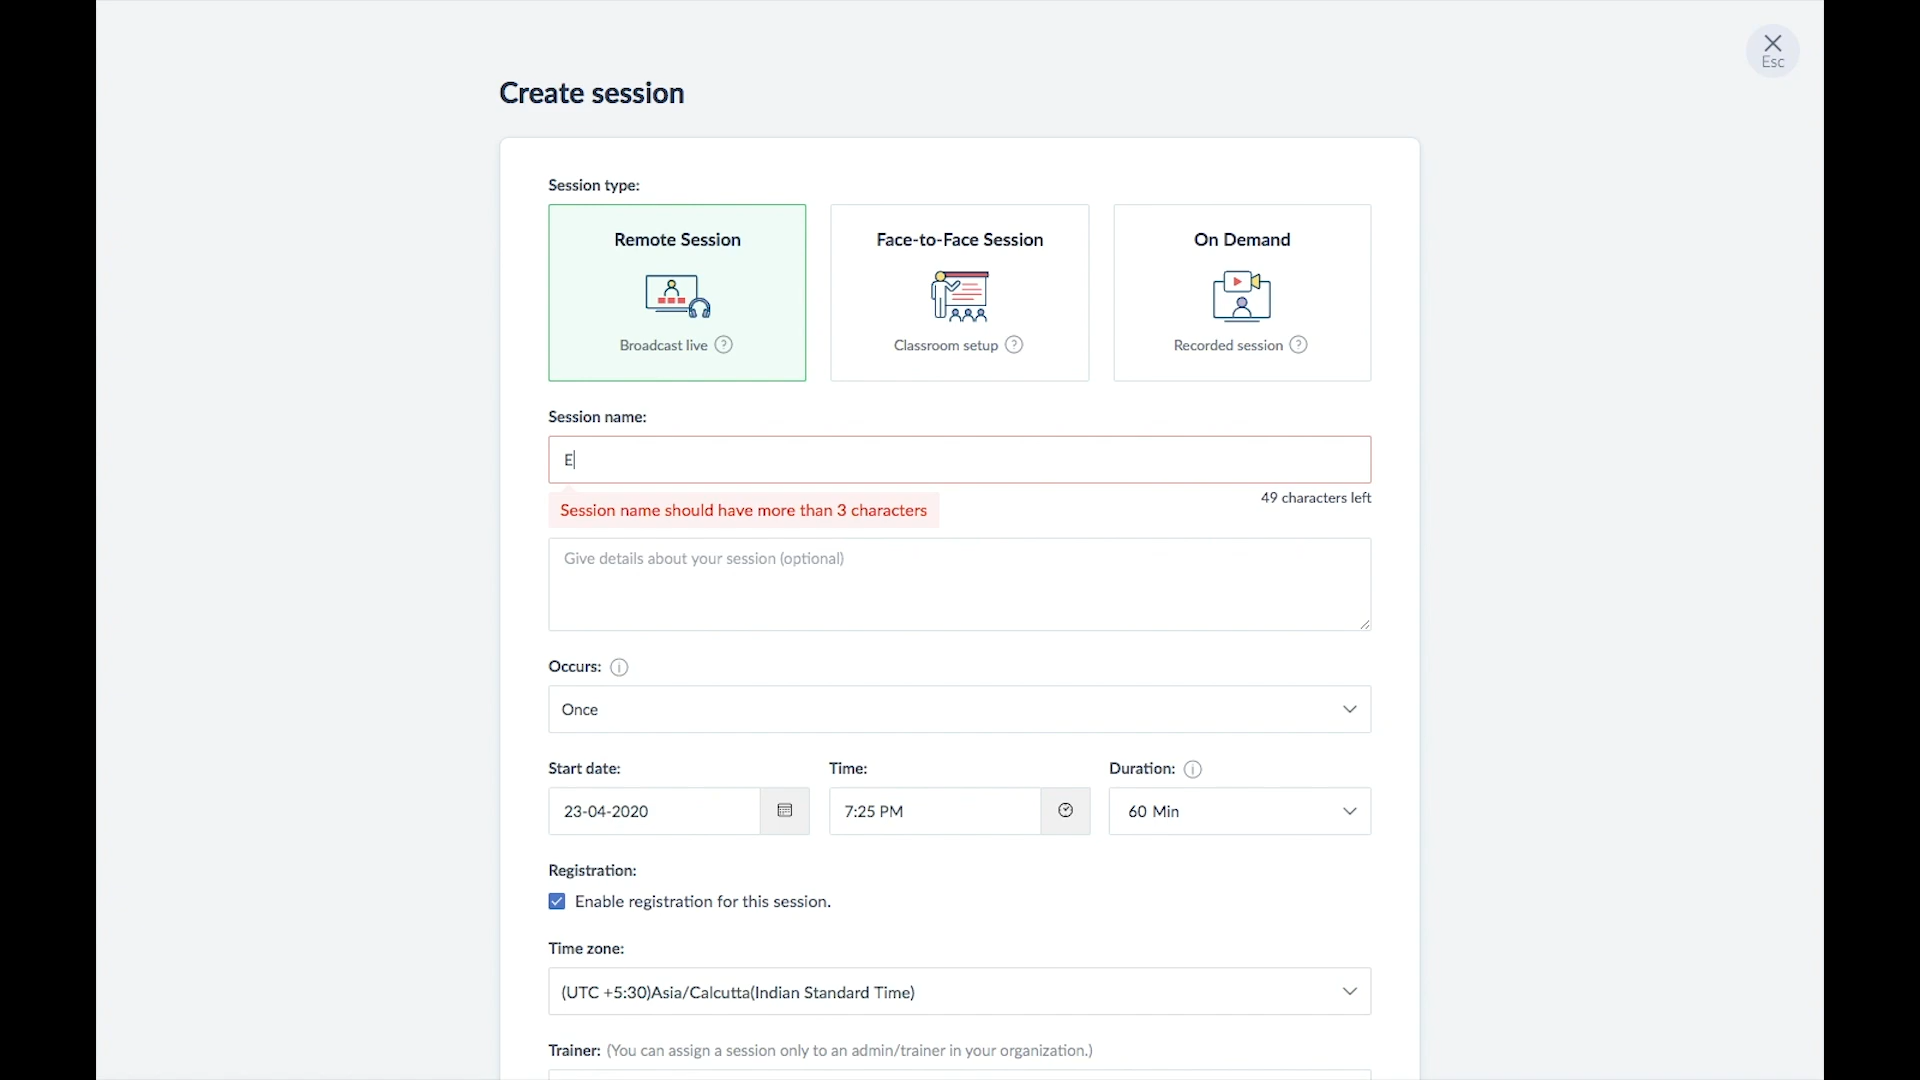 Esc
Create session
Session type:
Remote Session
Broadcast live ?
Face-to-Face Session
Classroom setup ?
On Demand
Recorded session ?
Session name:
E
Session name should have more than 3 characters
49 characters left
Give details about your session (optional)
Occurs: i
Once
Start date:
Time:
Duration: i
23-04-2020
7:25 PM
60 Min
Registration:
Enable registration for this session.
Time zone:
(UTC +5:30)Asia/Calcutta(Indian Standard Time)
Trainer: (You can assign a session only to an admin/trainer in your organization.)